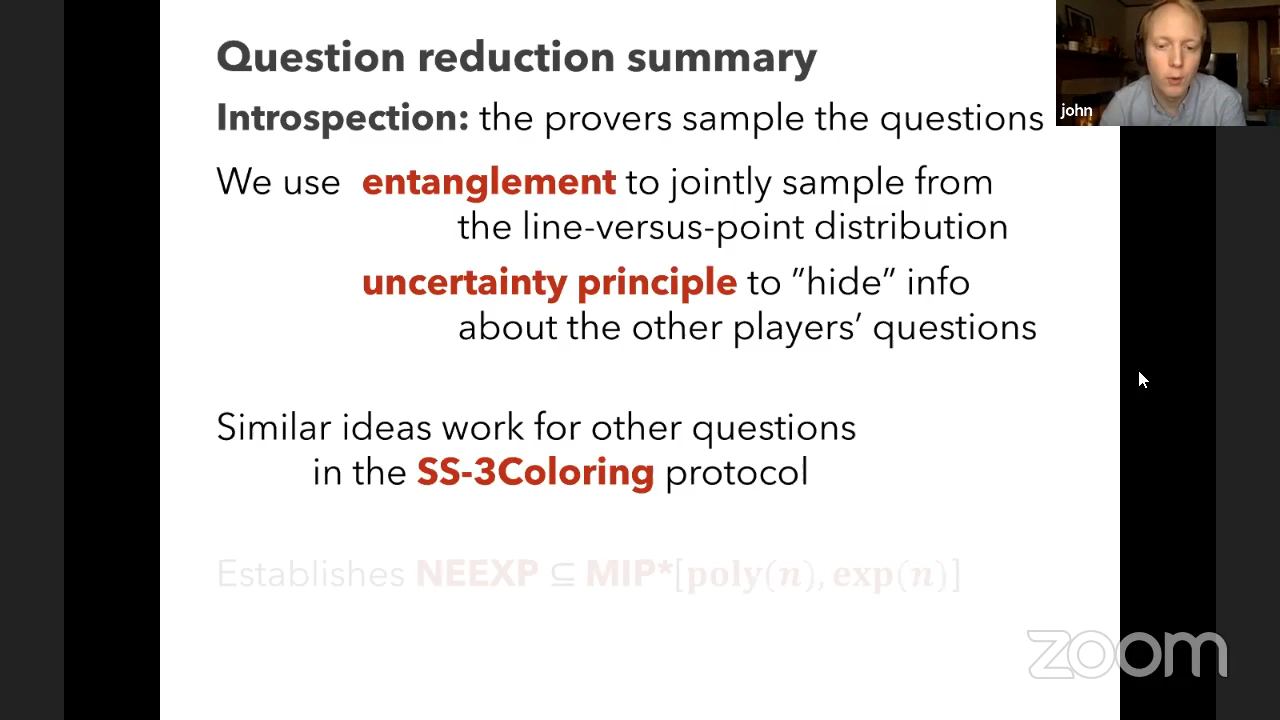 Question reduction summary
Introspection: the provers sample the questions
We use entanglement to jointly sample from
the line-versus-point distribution
uncertainty principle to ”hide” info
about the other players’ questions
Similar ideas work for other questions
in the SS-3Coloring protocol
Establishes NEEXP ⊆ MIP*[poly(n), exp(n)]
john
zoom